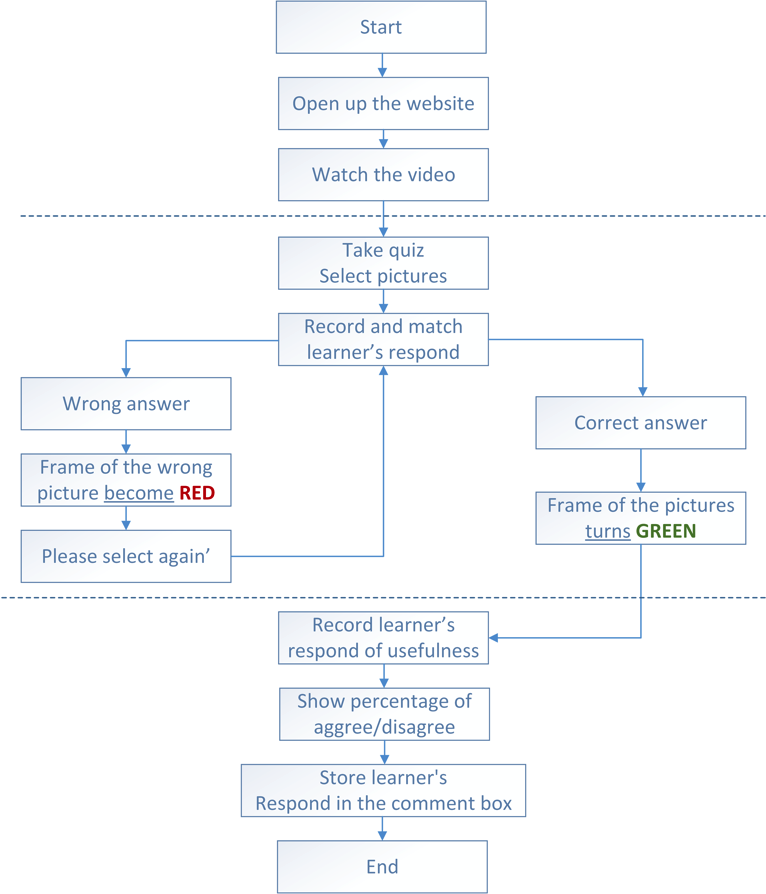 Start
Open up the website
Watch the video
Take quiz
Select pictures
Record and match
learner's respond
Wrong answer
Frame of the wrong
picture become RED
Please select again’
Correct answer
Frame of the pictures
turns GREEN
Record learner’s
respond of usefulness
Show percentage of
aggree/disagree
Store learner's
Respond in the comment box
End